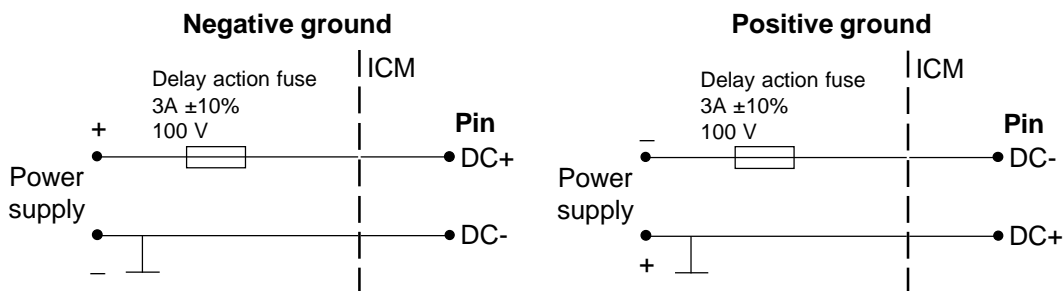 Negative ground
ICM
Delay action fuse
3A ±10%
100 V
+
Pin
DC+
Power
supply
DC-
–
Positive ground
ICM
Delay action fuse
3A ±10%
100 V
–
Pin
DC-
Power
supply
DC+
+